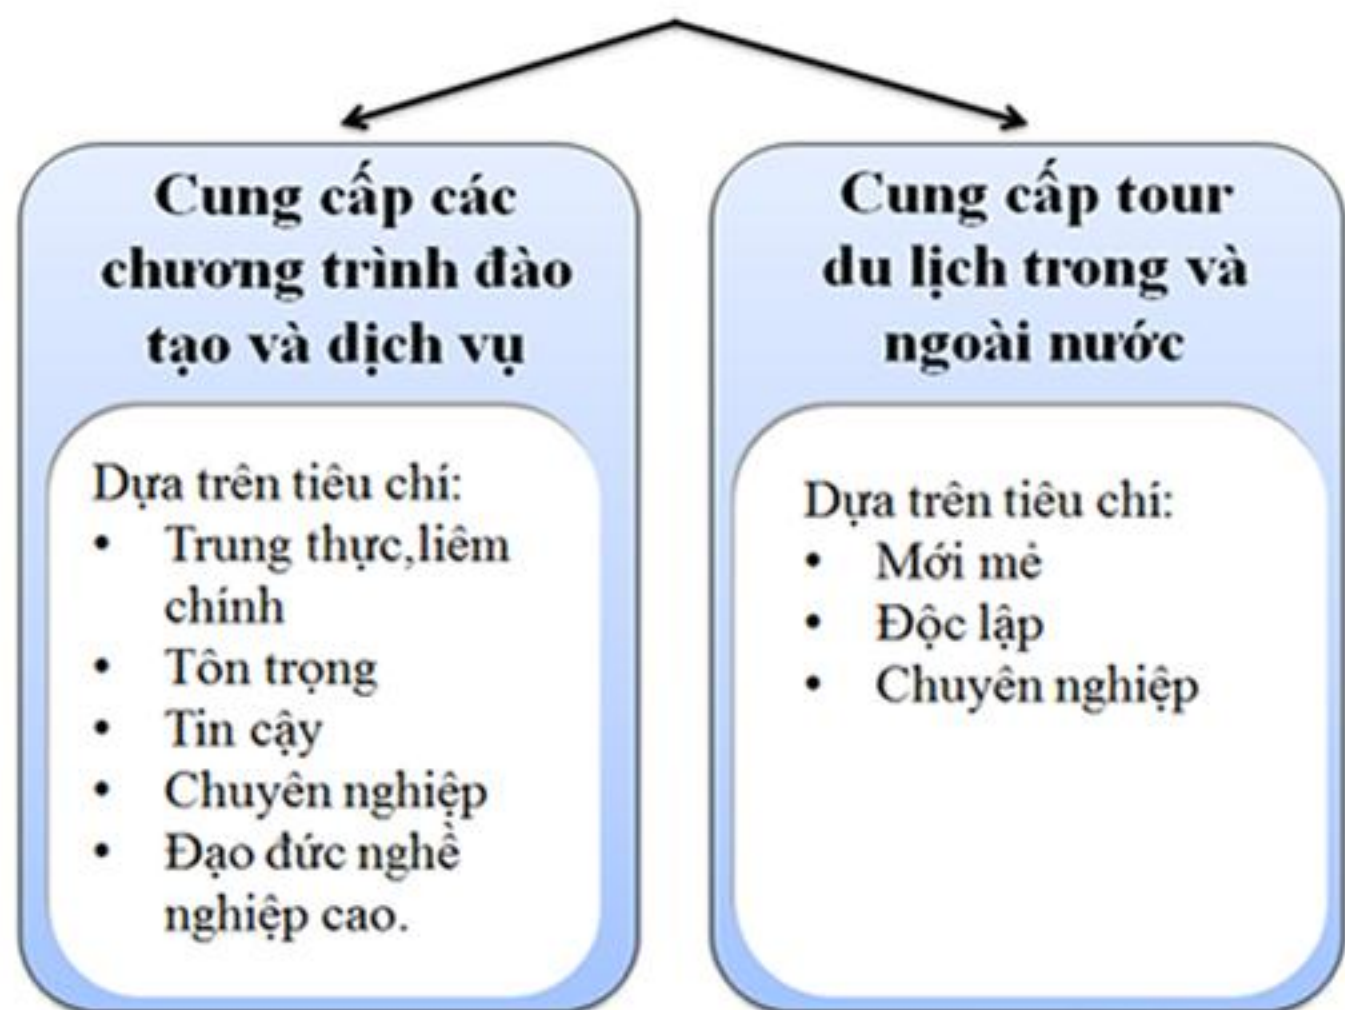 Cung cấp các
chương trình đào
tạo và dịch vụ
Dựa trên tiêu chí:
• Trung thực,liêm
chính
• Tôn trọng
• Tin cậy
• Chuyên nghiệp
• Đạo đức nghề
nghiệp cao.
Cung cấp tour
du lịch trong và
ngoài nước
Dựa trên tiêu chí:
• Mới mẻ
• Độc lập
• Chuyên nghiệp